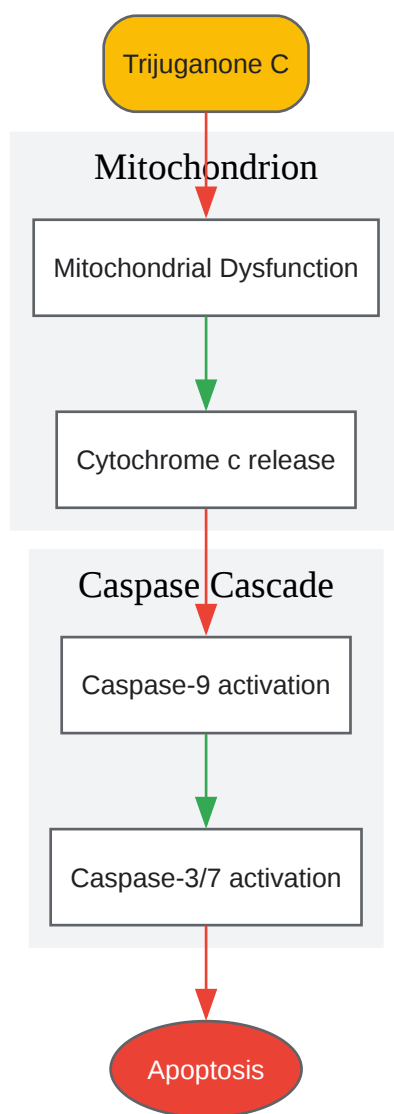 Trijuganone C
Mitochondrion
Mitochondrial Dysfunction
Cytochrome c release
Caspase Cascade
Caspase-9 activation
Caspase-3/7 activation
Apoptosis